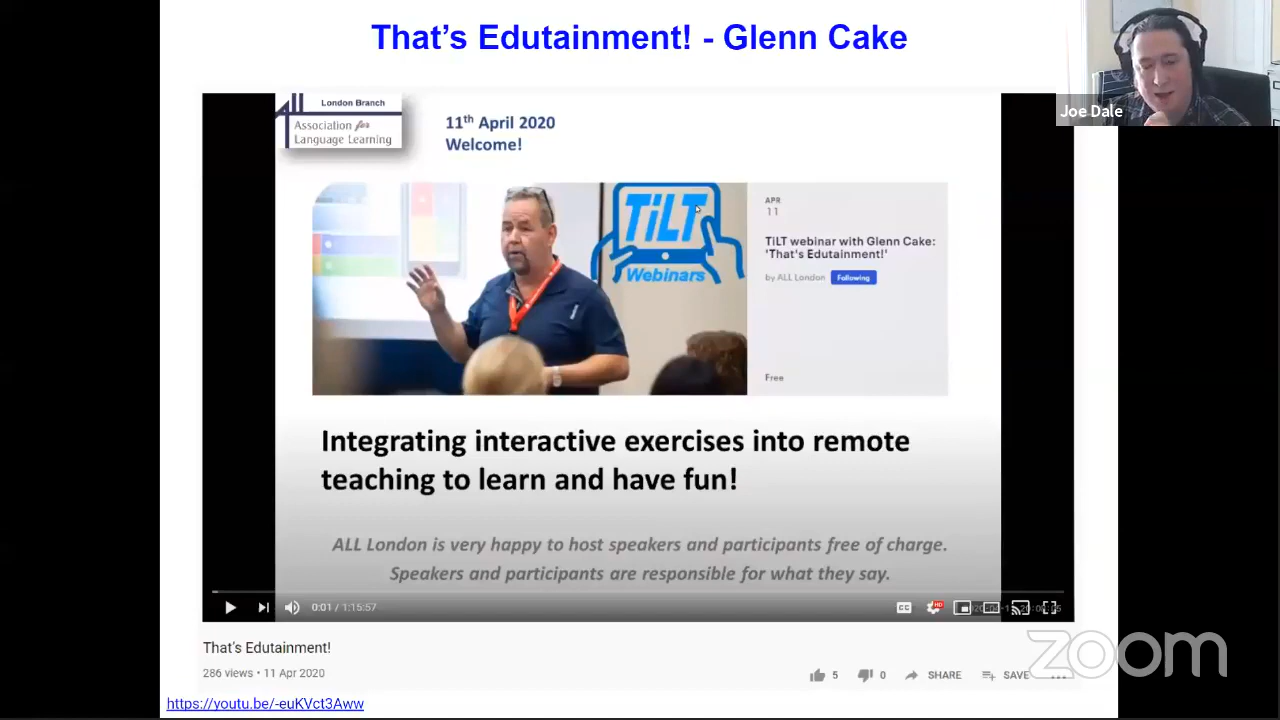 That's Edutainment! - Glenn Cake
Joe Dale
London Branch
Association for
Language Learning
11th April 2020
Welcome!
TiLT
Webinars
APR
11
TiLT webinar with Glenn Cake:
'That's Edutainment!'
by ALL London Following
Free
Integrating interactive exercises into remote
teaching to learn and have fun!
ALL London is very happy to host speakers and participants free of charge.
Speakers and participants are responsible for what they say.
0:01 / 1:15:57
CC
HD
That's Edutainment!
286 views • 11 Apr 2020
5 0 SHARE SAVE
zoom
https://youtu.be/-euKVct3Aww